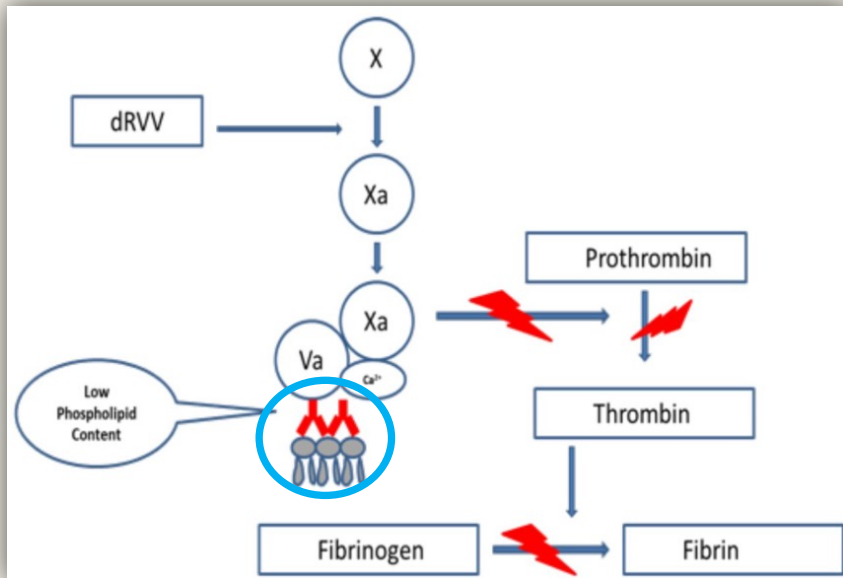 X
dRVV
Xa
Prothrombin
Xa
Va
Ca²⁺
Low
Phospholipid
Content
Thrombin
Fibrinogen
Fibrin